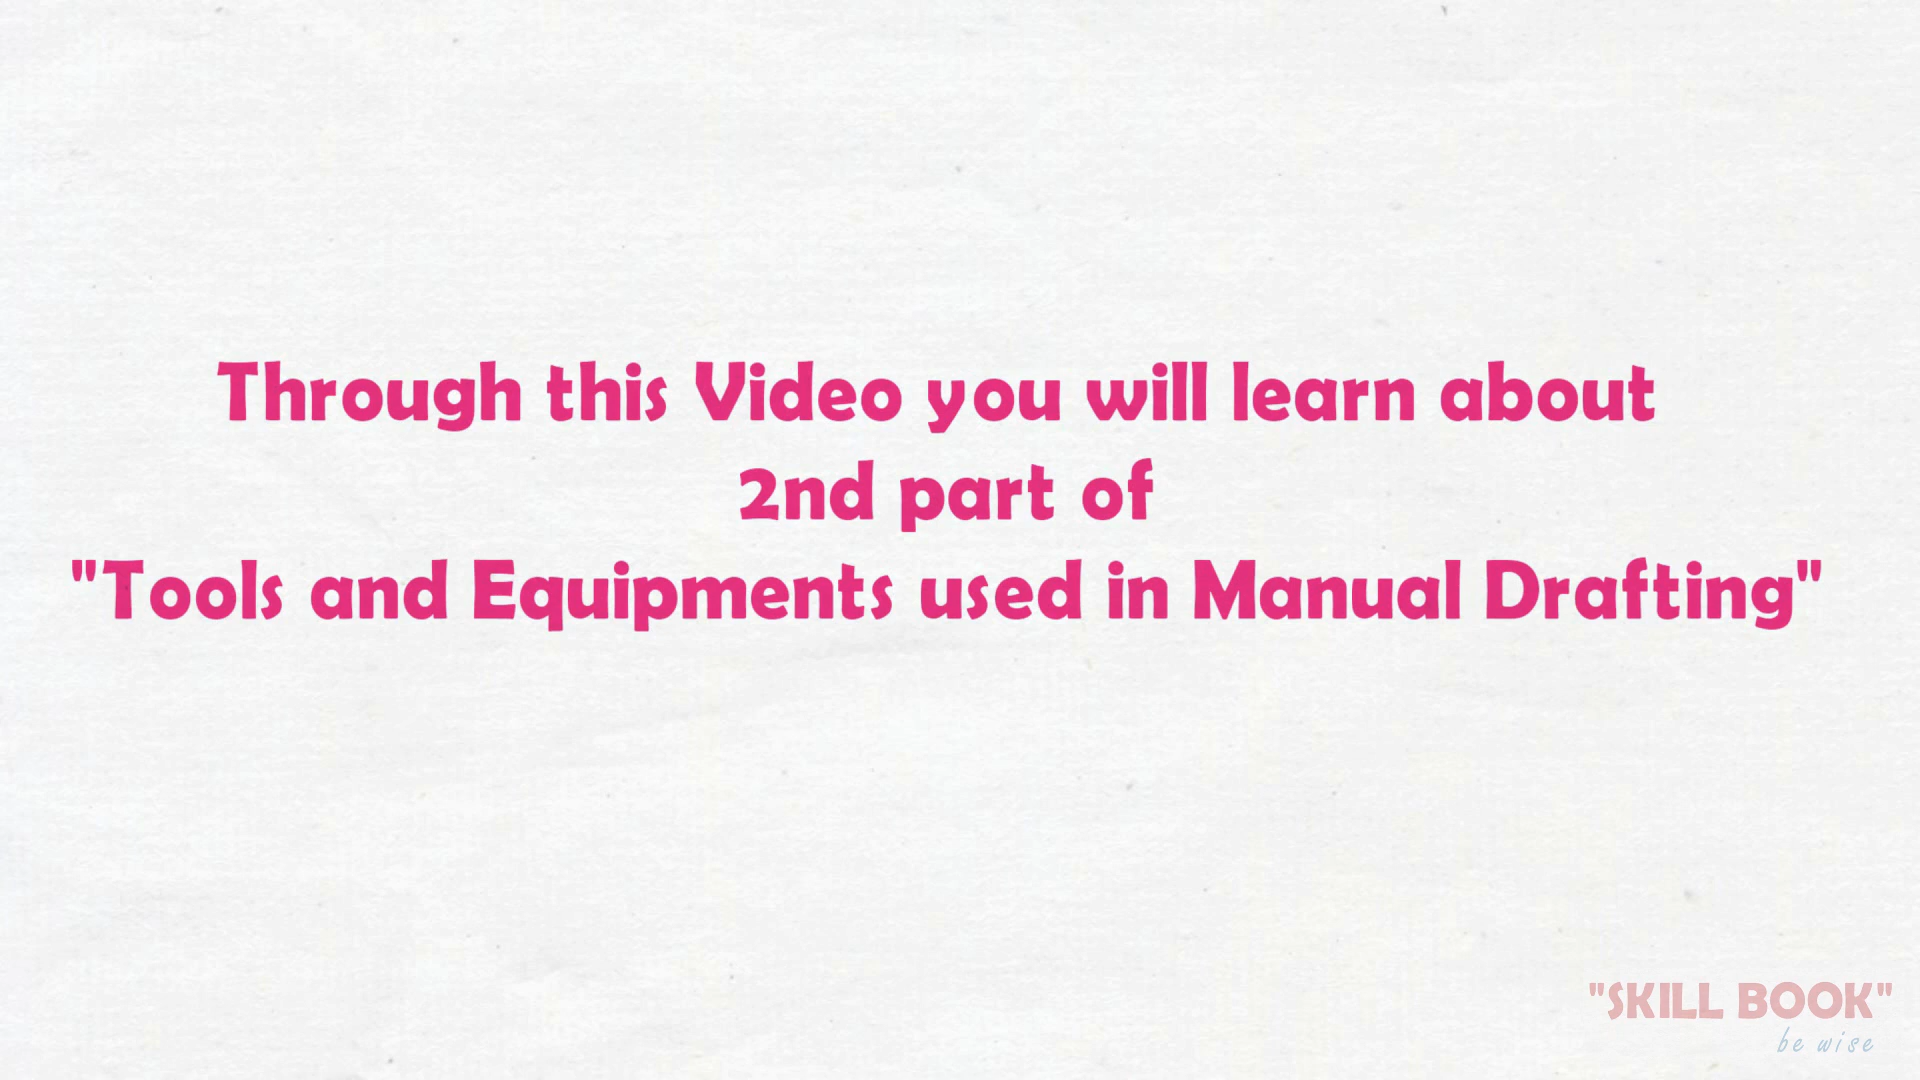 Through this Video you will learn about
2nd part of
"Tools and Equipments used in Manual Drafting"
"SKILL BOOK"
be wise